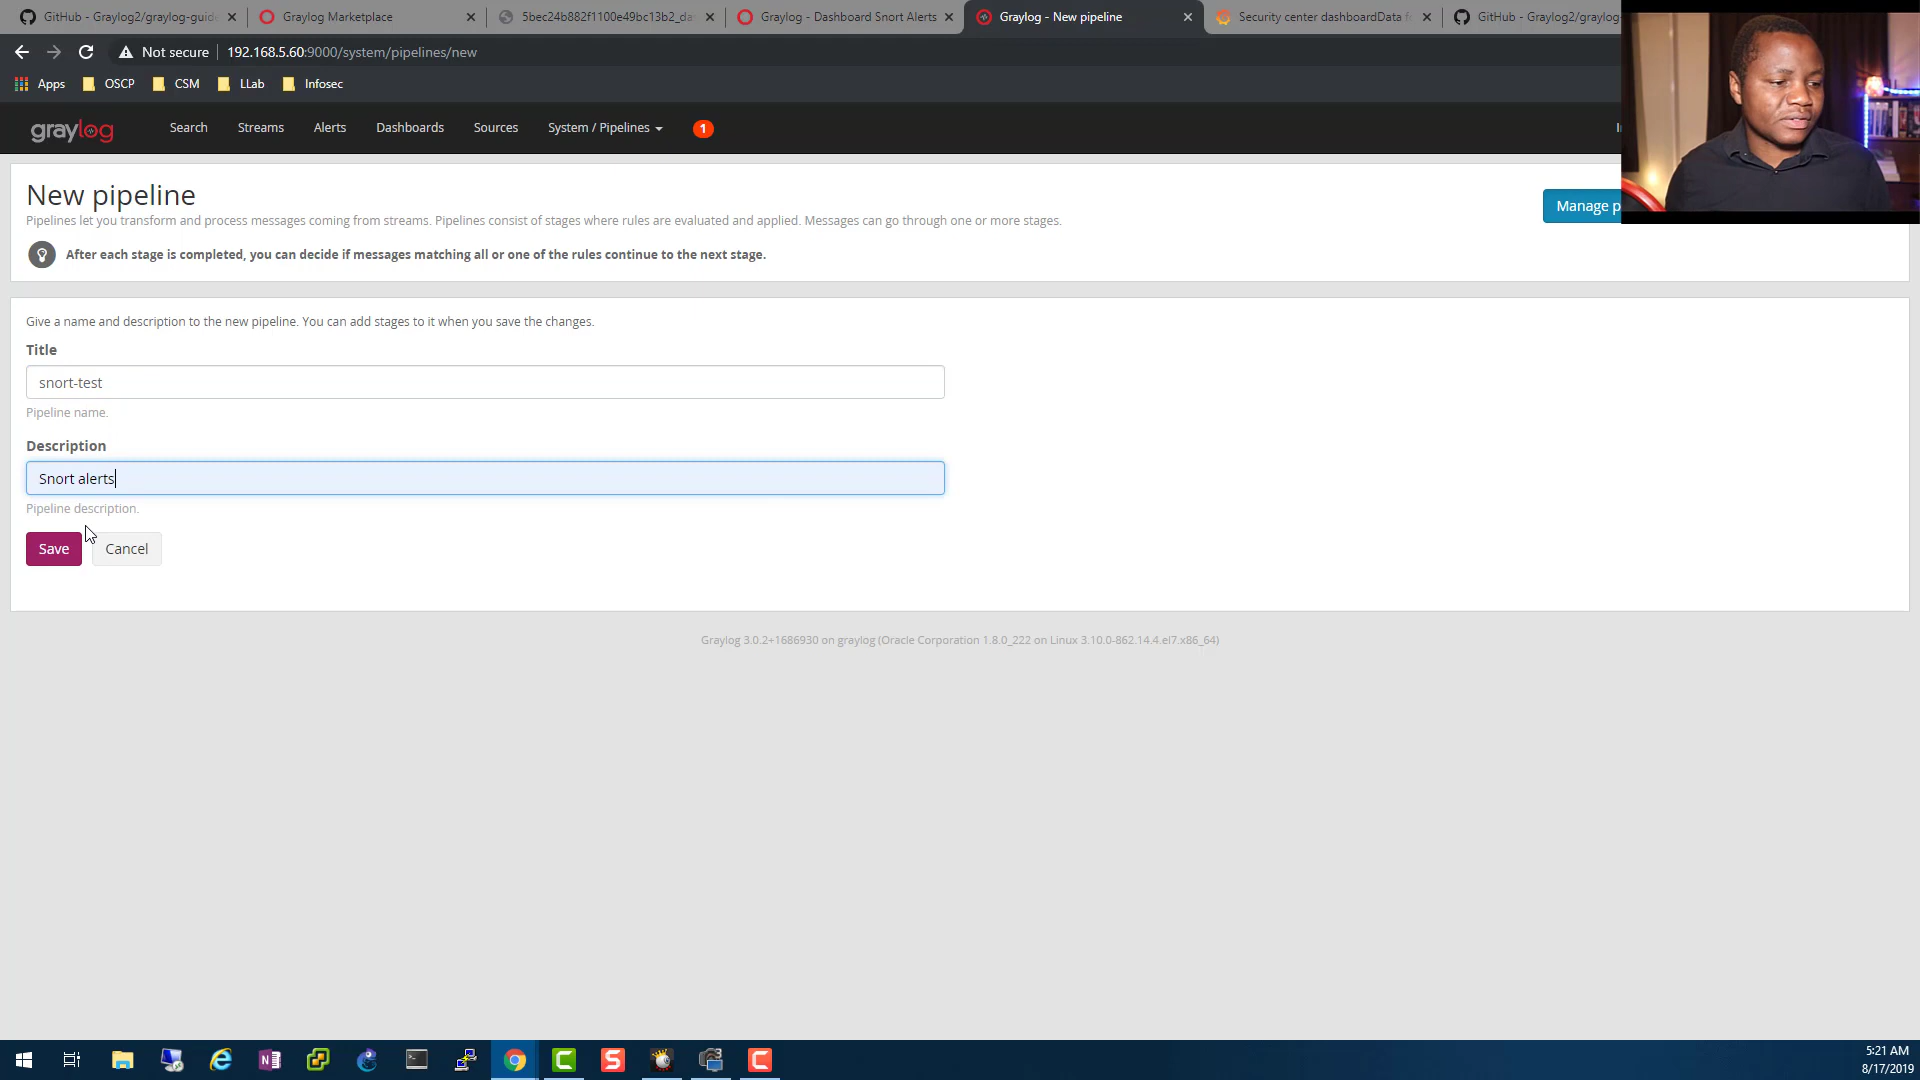 GitHub - Graylog2/graylog-guid
Graylog Marketplace
5bec24b882f1100e49bc13b2_da
Graylog - Dashboard Snort Alerts
Graylog - New pipeline
Security center dashboardData f
GitHub - Graylog2/graylog-
Not secure
192.168.5.60:9000/system/pipelines/new
Apps
OSCP
CSM
LLab
Infosec
graylog
Search
Streams
Alerts
Dashboards
Sources
System / Pipelines
1
New pipeline
Manage p
Pipelines let you transform and process messages coming from streams. Pipelines consist of stages where rules are evaluated and applied. Messages can go through one or more stages.
After each stage is completed, you can decide if messages matching all or one of the rules continue to the next stage.
Give a name and description to the new pipeline. You can add stages to it when you save the changes.
Title
snort-test
Pipeline name.
Description
Snort alerts
Pipeline description.
Save
Cancel
Graylog 3.0.2+1686930 on graylog (Oracle Corporation 1.8.0_222 on Linux 3.10.0-862.14.4.el7.x86_64)
5:21 AM
8/17/2019